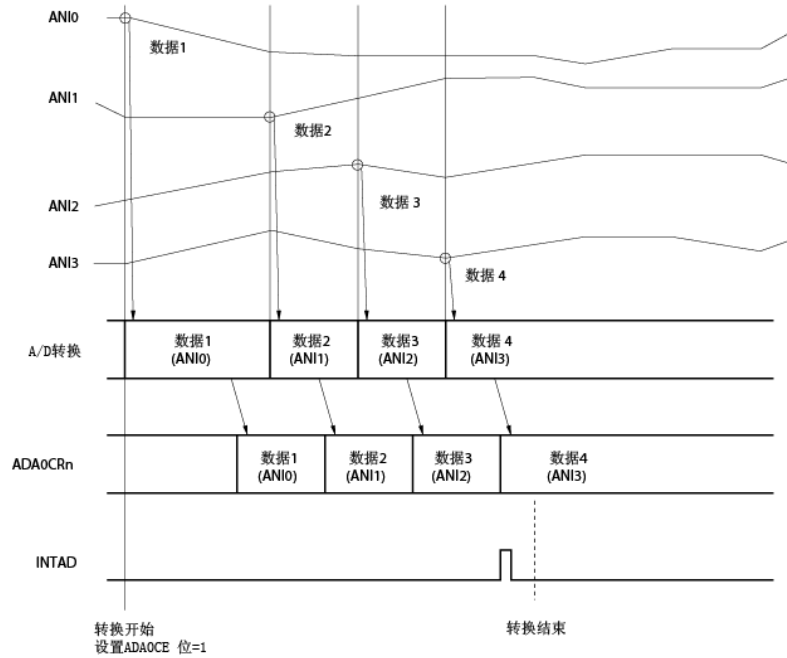 ANI0
数据1
ANI1
数据2
ANI2
数据 3
ANI3
数据 4
A/D转换
数据1
(ANI0)
数据2
(ANI1)
数据3
(ANI2)
数据 4
(ANI3)
ADA0CRn
数据1
(ANI0)
数据2
(ANI1)
数据3
(ANI2)
数据4
(ANI3)
INTAD
转换开始
设置ADA0CE 位=1
转换结束